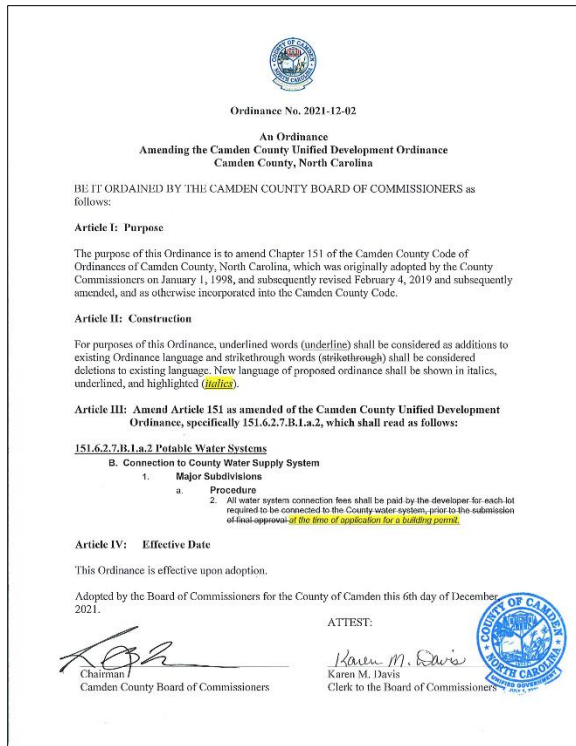 COUNTY OF CAMDEN
NORTH CAROLINA
Ordinance No. 2021-12-02
An Ordinance
Amending the Camden County Unified Development Ordinance
Camden County, North Carolina
BE IT ORDAINED BY THE CAMDEN COUNTY BOARD OF COMMISSIONERS as
follows:
Article I: Purpose
The purpose of this Ordinance is to amend Chapter 151 of the Camden County Code of
Ordinances of Camden County, North Carolina, which was originally adopted by the County
Commissioners on January 1, 1998, and subsequently revised February 4, 2019 and subsequently
amended, and as otherwise incorporated into the Camden County Code.
Article II: Construction
For purposes of this Ordinance, underlined words (underline) shall be considered as additions to
existing Ordinance language and strikethrough words (strikethrough) shall be considered
deletions to existing language. New language of proposed ordinance shall be shown in italics,
underlined, and highlighted (italics).
Article III: Amend Article 151 as amended of the Camden County Unified Development
Ordinance, specifically 151.6.2.7.B.1.a.2, which shall read as follows:
151.6.2.7.B.1.a.2 Potable Water Systems
B. Connection to County Water Supply System
1. Major Subdivisions
a. Procedure
2. All water system connection fees shall be paid by the developer for each lot
required to be connected to the County water system, prior to the submission
of final approval at the time of application for a building permit.
Article IV: Effective Date
This Ordinance is effective upon adoption.
Adopted by the Board of Commissioners for the County of Camden this 6th day of December,
2021.
ATTEST:
Chairman
Camden County Board of Commissioners
Karen M. Davis
Karen M. Davis
Clerk to the Board of Commissioners
COUNTY OF CAMDEN
NORTH CAROLINA
UNIFIED GOVERNMENT